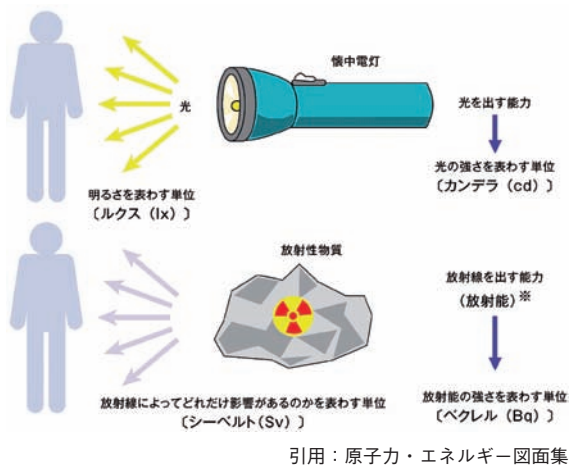 懐中電灯
光
光を出す能力
光の強さを表わす単位
〔カンデラ（cd）〕
明るさを表わす単位
〔ルクス（lx）〕
放射性物質
放射線を出す能力
（放射能）※
放射線によってどれだけ影響があるのかを表わす単位
〔シーベルト（Sv）〕
放射能の強さを表わす単位
〔ベクレル（Bq）〕
引用：原子力・エネルギー図面集